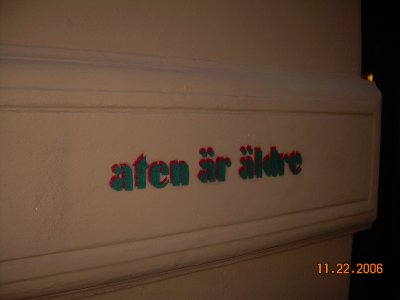 aten är äldre
11.22.2006